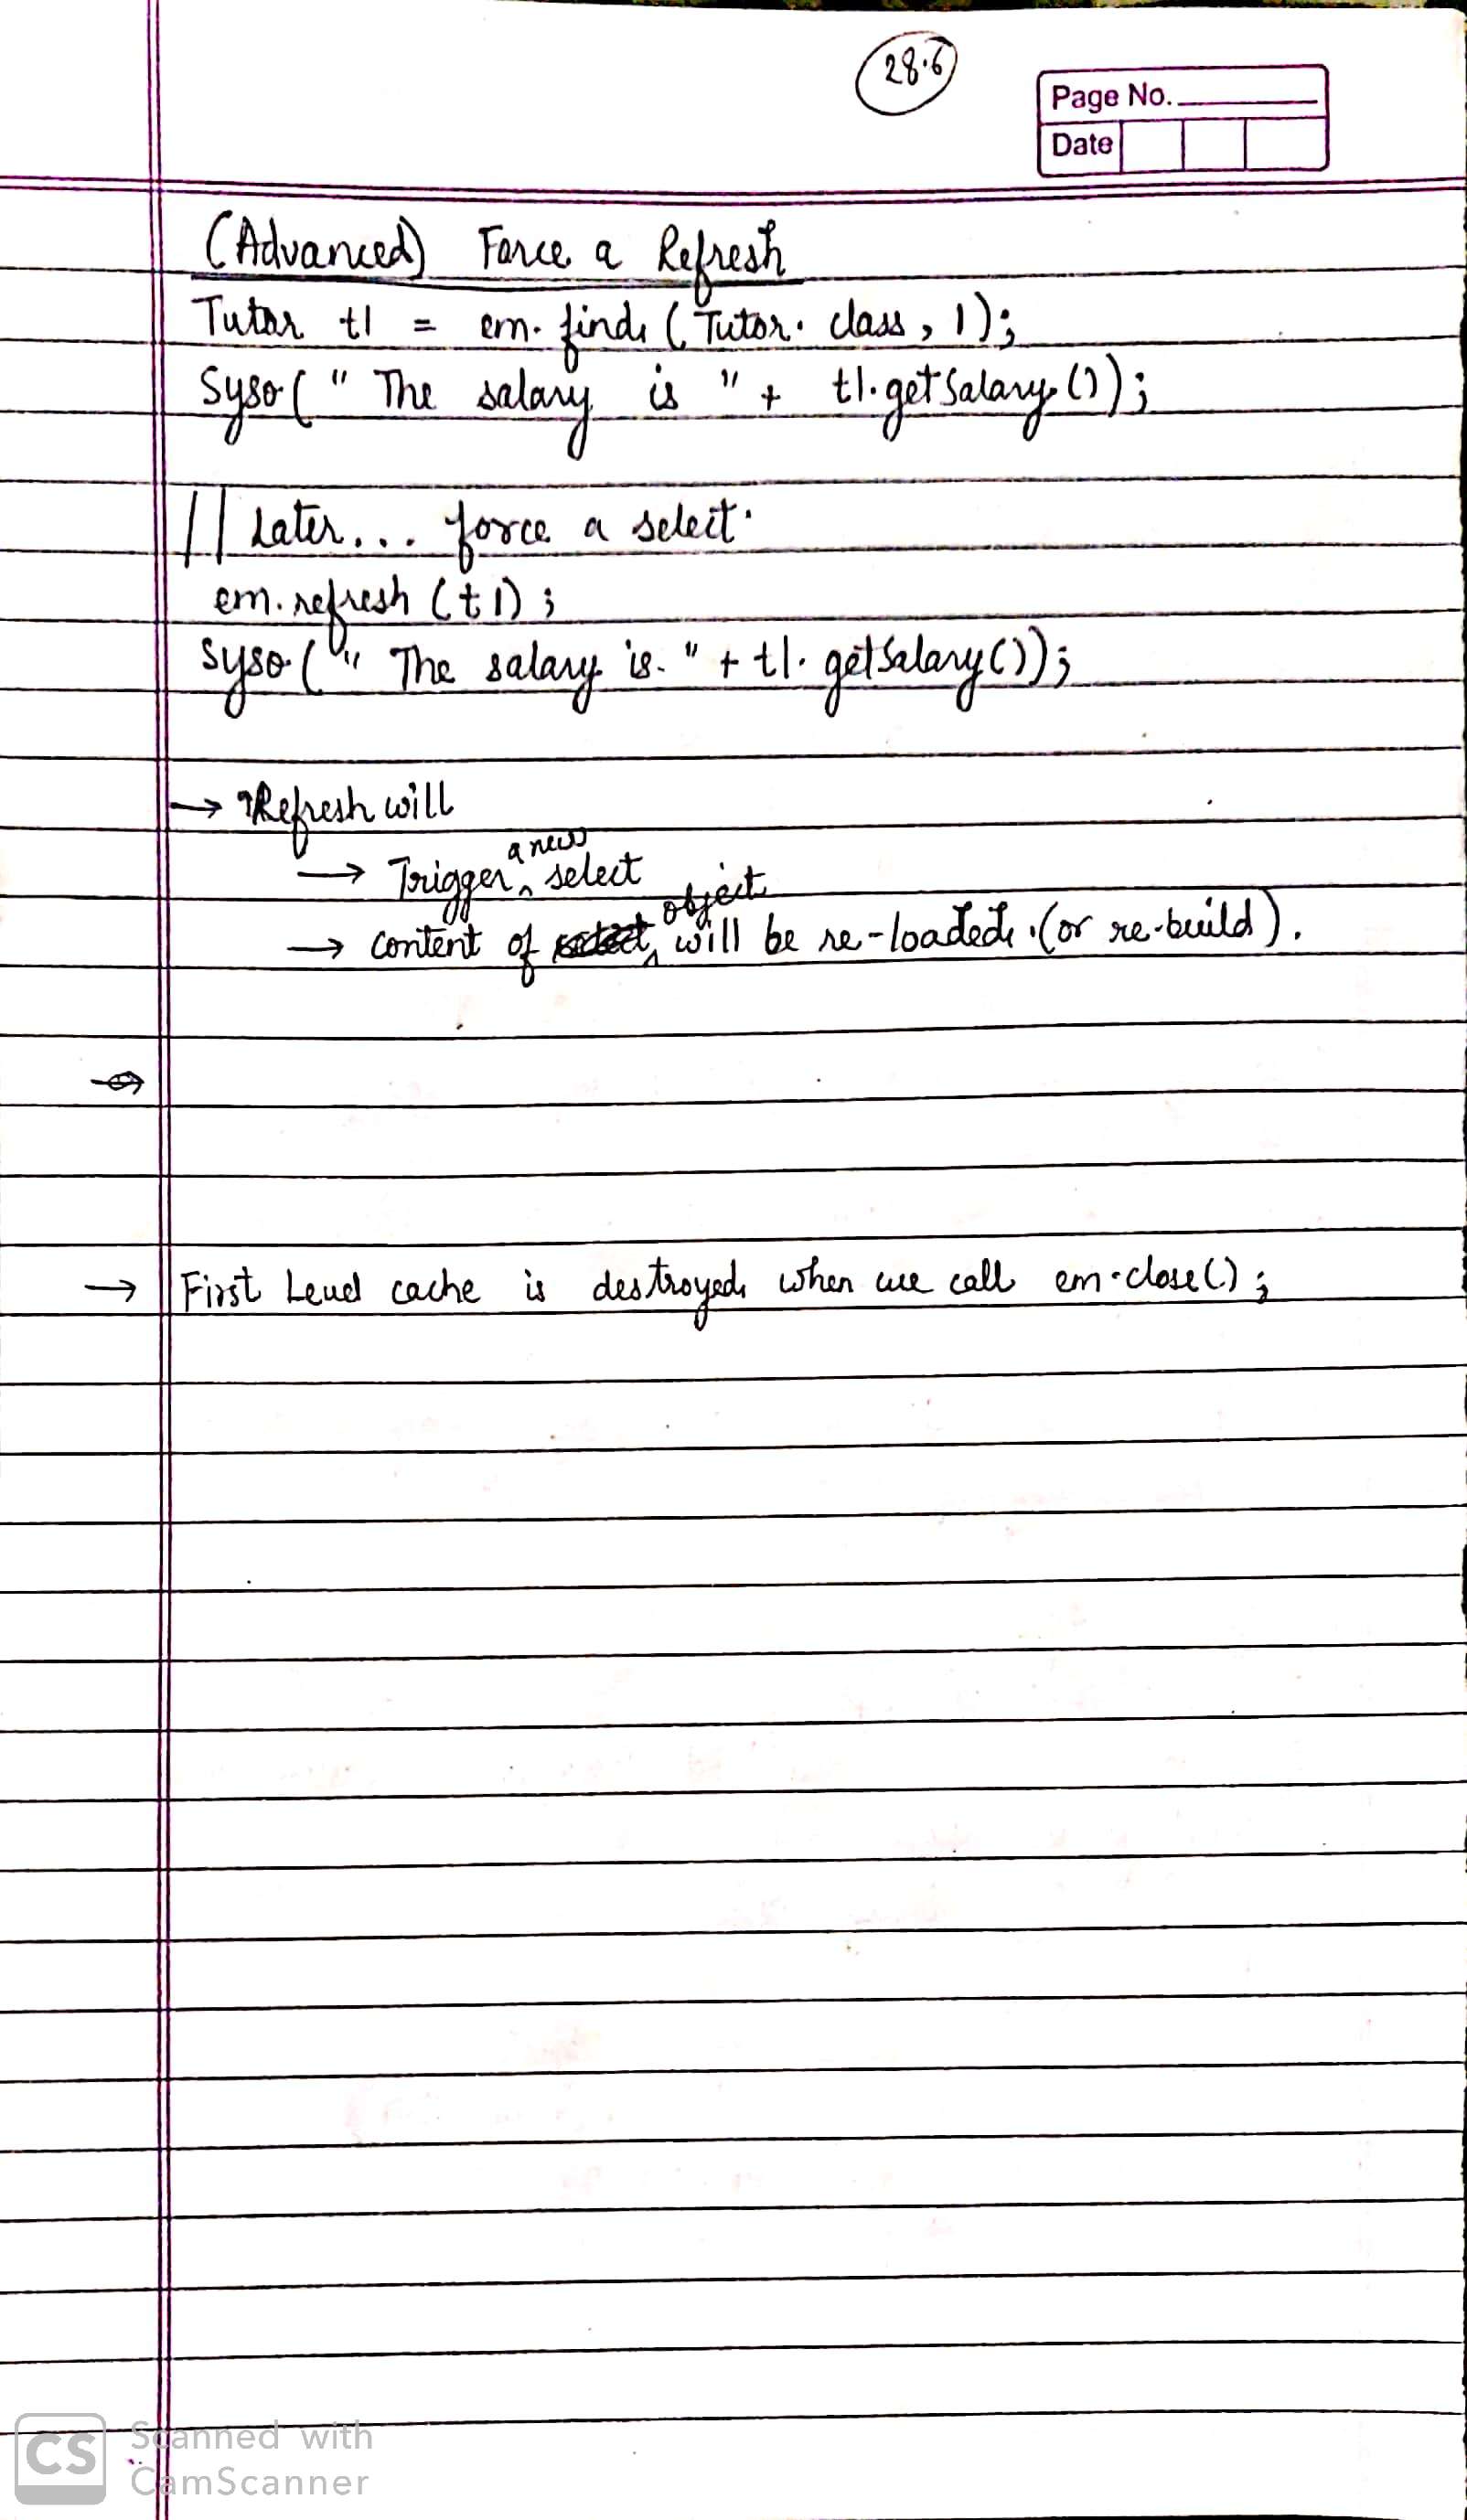 28.6
Page No.
Date
(Advanced) Force a Refresh
Tutor t1 = em. find (Tutor. class, 1);
Syso(" The salary is " + t1.getSalary());
// Later... force a select.
em.refresh (t1);
Syso(" The salary is " + t1. getSalary());
→ Refresh will
→ Trigger a new select
→ content of object will be re-loaded. (or re-build).
→
→ First Level cache is destroyed when we call em.close();
CS Scanned with
CamScanner